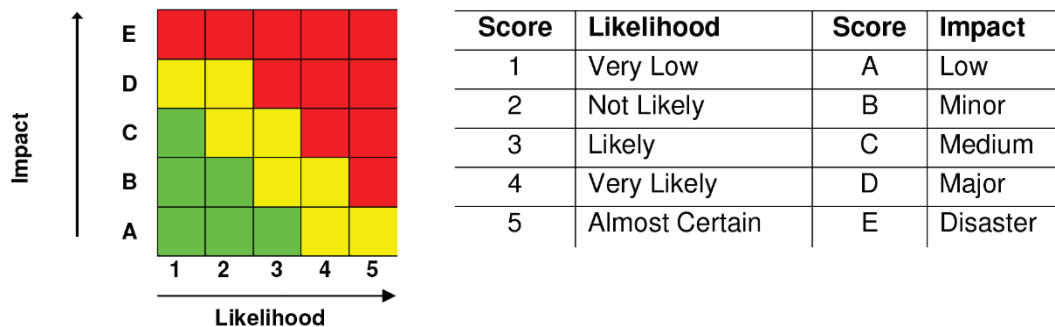 E
D
C
B
A
Impact
1 2 3 4 5
Likelihood
Score Likelihood Score Impact
1 Very Low A Low
2 Not Likely B Minor
3 Likely C Medium
4 Very Likely D Major
5 Almost Certain E Disaster